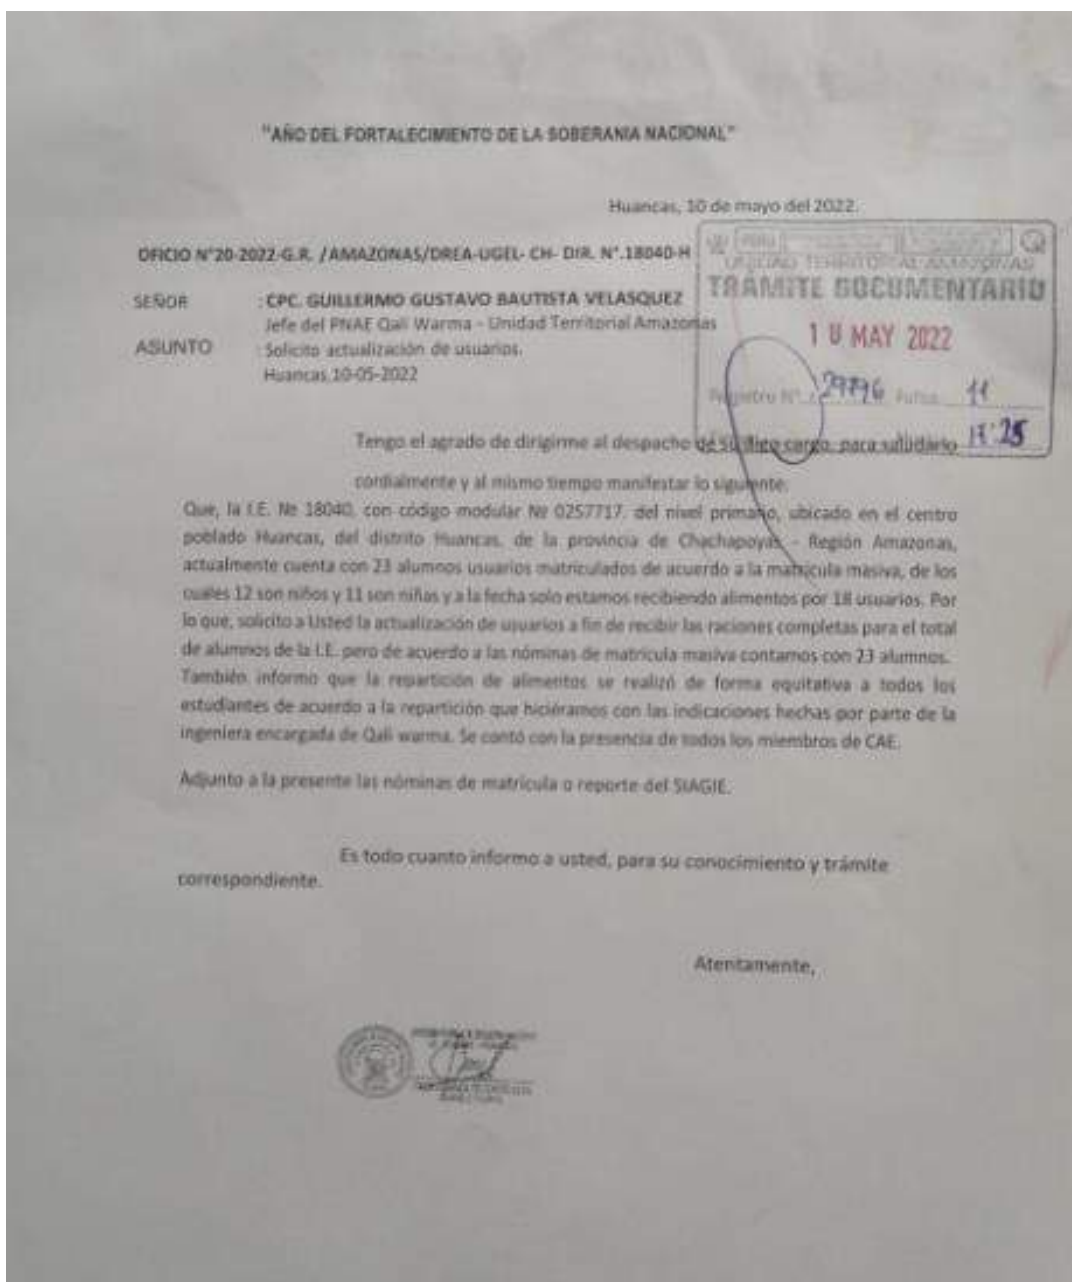 "AÑO DEL FORTALECIMIENTO DE LA SOBERANIA NACIONAL"
Huancas, 10 de mayo del 2022.
OFICIO N°20-2022-G.R. /AMAZONAS/DREA-UGEL- CH- DIR. N°.18040-H
PERÚ
UNIDAD TERRITORIAL AMAZONAS
TRÁMITE DOCUMENTARIO
10 MAY 2022
Registro N°. 29796 Folios 11
SEÑOR : CPC. GUILLERMO GUSTAVO BAUTISTA VELASQUEZ
Jefe del PNAE Qali Warma – Unidad Territorial Amazonas
ASUNTO : Solicito actualización de usuarios.
Huancas,10-05-2022
Tengo el agrado de dirigirme al despacho de su digo cargo, para saludarlo
cordialmente y al mismo tiempo manifestar lo siguiente:
Que, la I.E. № 18040, con código modular № 0257717. del nivel primario, ubicado en el centro
poblado Huancas, del distrito Huancas, de la provincia de Chachapoyas - Región Amazonas,
actualmente cuenta con 23 alumnos usuarios matriculados de acuerdo a la matricula masiva, de los
cuales 12 son niños y 11 son niñas y a la fecha solo estamos recibiendo alimentos por 18 usuarios. Por
lo que, solicito a Usted la actualización de usuarios a fin de recibir las raciones completas para el total
de alumnos de la I.E. pero de acuerdo a las nóminas de matricula masiva contamos con 23 alumnos.
También informo que la repartición de alimentos se realizó de forma equitativa a todos los
estudiantes de acuerdo a la repartición que hiciéramos con las indicaciones hechas por parte de la
ingeniera encargada de Qali warma. Se contó con la presencia de todos los miembros de CAE.
Adjunto a la presente las nóminas de matrícula o reporte del SIAGIE.
Es todo cuanto informo a usted, para su conocimiento y trámite
correspondiente.
Atentamente,